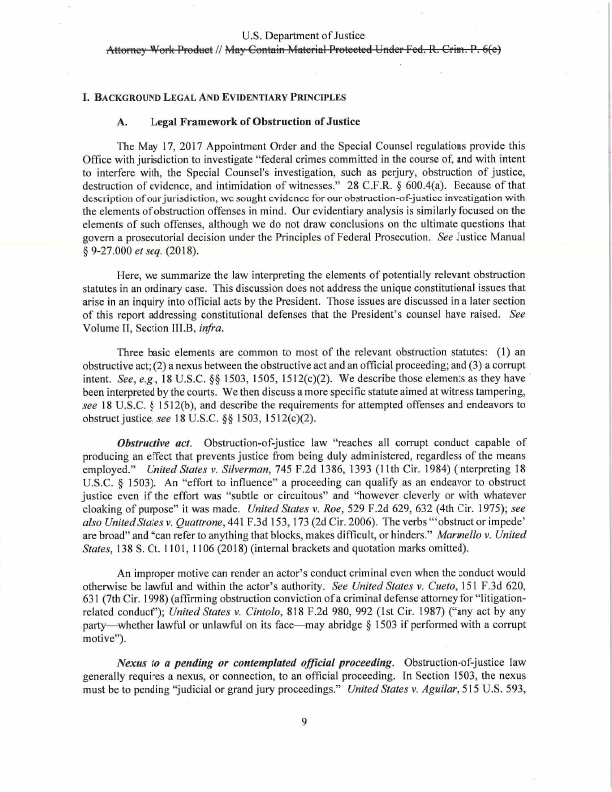 U.S. Department of Justice
Attorney Work Product // May Contain Material Protected Under Fed. R. Crim. P. 6(e)
I. BACKGROUND LEGAL AND EVIDENTIARY PRINCIPLES
A. Legal Framework of Obstruction of Justice
The May 17, 2017 Appointment Order and the Special Counsel regulations provide this
Office with jurisdiction to investigate “federal crimes committed in the course of, and with intent
to interfere with, the Special Counsel's investigation, such as perjury, obstruction of justice,
destruction of evidence, and intimidation of witnesses.” 28 C.F.R. § 600.4(a). Because of that
description of our jurisdiction, we sought evidence for our obstruction-of-justice investigation with
the elements of obstruction offenses in mind. Our evidentiary analysis is similarly focused on the
elements of such offenses, although we do not draw conclusions on the ultimate questions that
govern a prosecutorial decision under the Principles of Federal Prosecution. See Justice Manual
§ 9-27.000 et seq. (2018).
Here, we summarize the law interpreting the elements of potentially relevant obstruction
statutes in an ordinary case. This discussion does not address the unique constitutional issues that
arise in an inquiry into official acts by the President. Those issues are discussed in a later section
of this report addressing constitutional defenses that the President's counsel have raised. See
Volume II, Section III.B, infra.
Three basic elements are common to most of the relevant obstruction statutes: (1) an
obstructive act; (2) a nexus between the obstructive act and an official proceeding; and (3) a corrupt
intent. See, e.g., 18 U.S.C. §§ 1503, 1505, 1512(c)(2). We describe those elements as they have
been interpreted by the courts. We then discuss a more specific statute aimed at witness tampering,
see 18 U.S.C. § 1512(b), and describe the requirements for attempted offenses and endeavors to
obstruct justice, see 18 U.S.C. §§ 1503, 1512(c)(2).
Obstructive act. Obstruction-of-justice law “reaches all corrupt conduct capable of
producing an effect that prevents justice from being duly administered, regardless of the means
employed.” United States v. Silverman, 745 F.2d 1386, 1393 (11th Cir. 1984) (interpreting 18
U.S.C. § 1503). An “effort to influence” a proceeding can qualify as an endeavor to obstruct
justice even if the effort was “subtle or circuitous” and “however cleverly or with whatever
cloaking of purpose” it was made. United States v. Roe, 529 F.2d 629, 632 (4th Cir. 1975); see
also United States v. Quattrone, 441 F.3d 153, 173 (2d Cir. 2006). The verbs “‘obstruct or impede’
are broad” and “can refer to anything that blocks, makes difficult, or hinders.” Marinello v. United
States, 138 S. Ct. 1101, 1106 (2018) (internal brackets and quotation marks omitted).
An improper motive can render an actor's conduct criminal even when the conduct would
otherwise be lawful and within the actor's authority. See United States v. Cueto, 151 F.3d 620,
631 (7th Cir. 1998) (affirming obstruction conviction of a criminal defense attorney for “litigation-
related conduct”); United States v. Cintolo, 818 F.2d 980, 992 (1st Cir. 1987) (“any act by any
party—whether lawful or unlawful on its face—may abridge § 1503 if performed with a corrupt
motive”).
Nexus to a pending or contemplated official proceeding. Obstruction-of-justice law
generally requires a nexus, or connection, to an official proceeding. In Section 1503, the nexus
must be to pending “judicial or grand jury proceedings.” United States v. Aguilar, 515 U.S. 593,
9